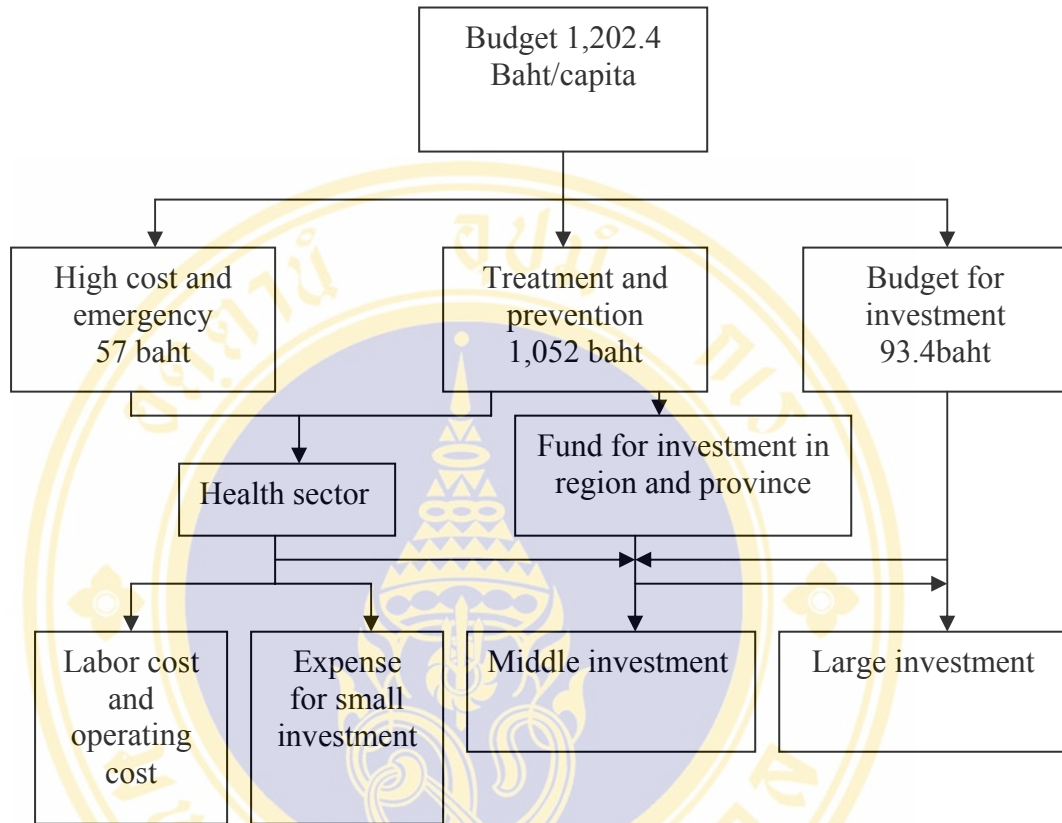 Budget 1,202.4
Baht/capita
High cost and
emergency
57 baht
Treatment and
prevention
1,052 baht
Budget for
investment
93.4baht
Fund for investment in
region and province
Health sector
Labor cost
and
operating
cost
Expense
for small
investment
Middle investment
Large investment